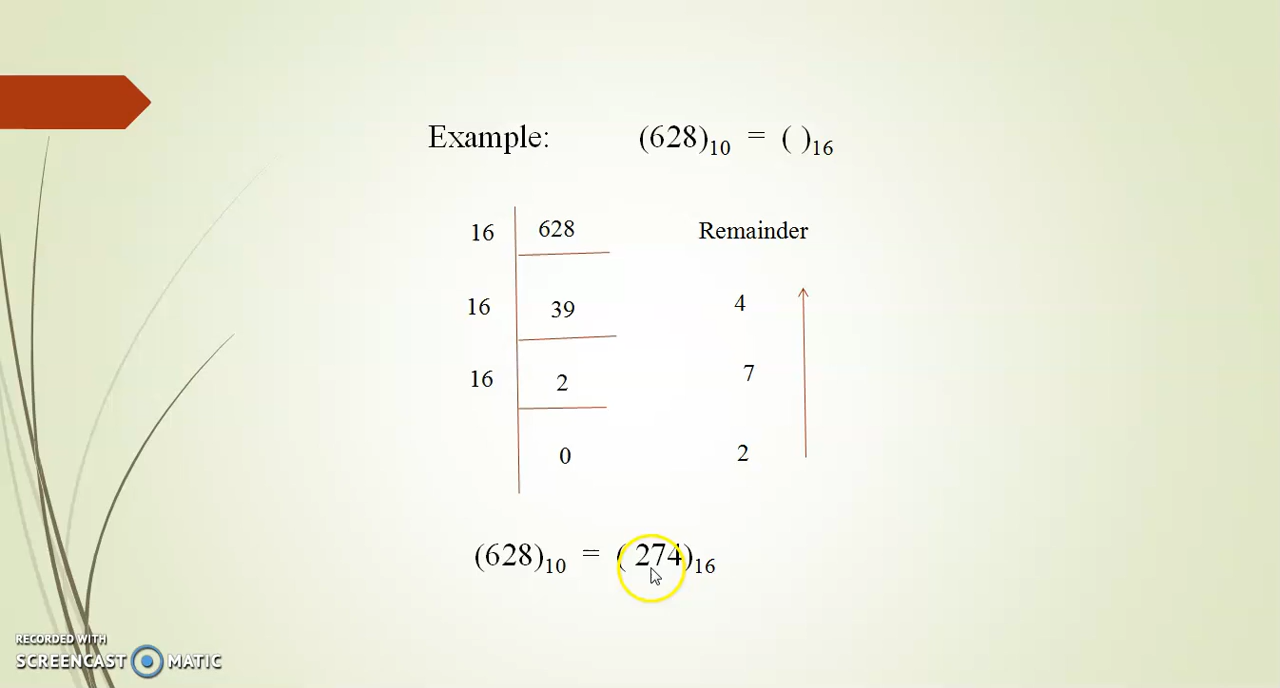 Example: (628)10 = ( )16
16 628 Remainder
16 39 4
16 2 7
0 2
(628)10 = ( 274)16
RECORDED WITH
SCREENCAST MATIC